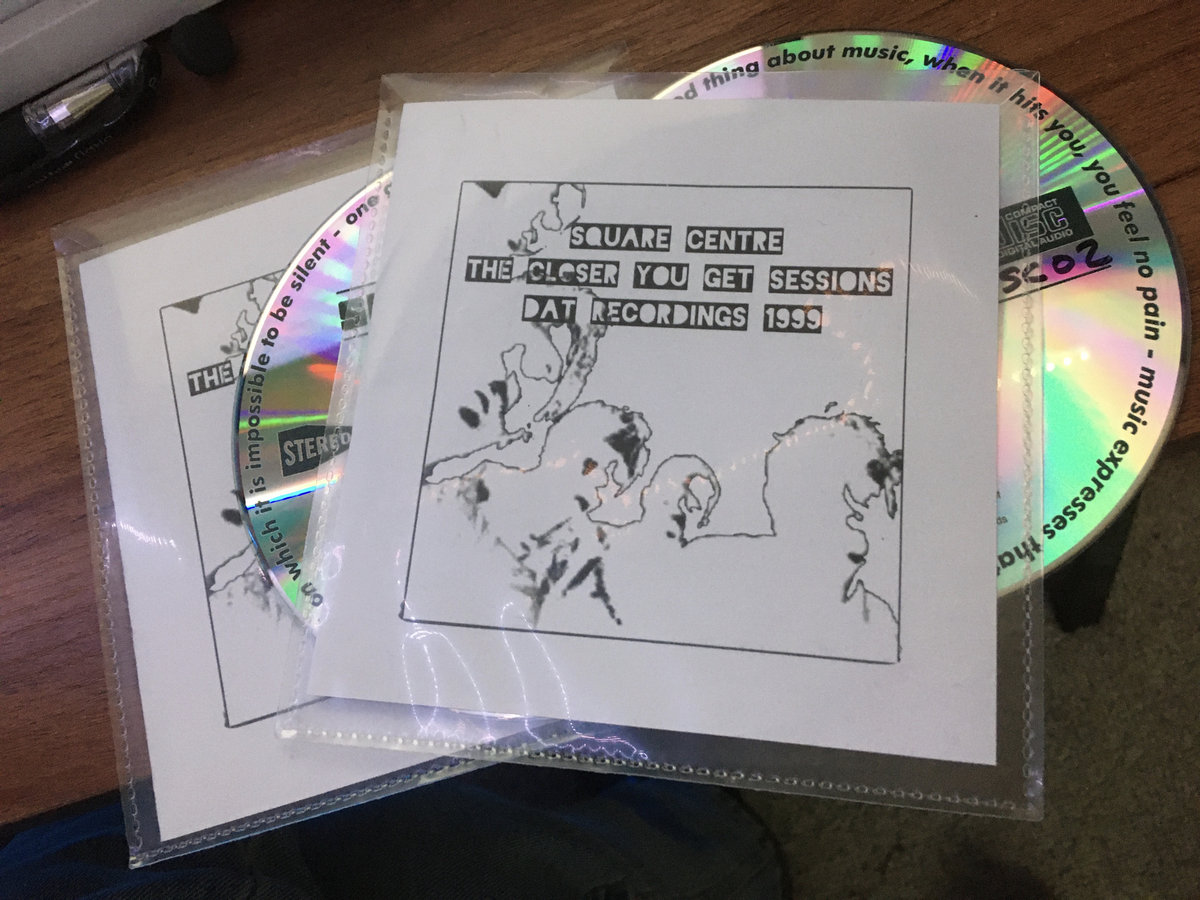 SQUARE CENTRE
THE CLOSER YOU GET SESSIONS
DAT RECORDINGS 1999
thing about music, when it hits you, you feel no pain - music expresses
on which it is impossible to be silent - one
COMPACT
disc
DIGITAL AUDIO
SC02
STEREO
THE